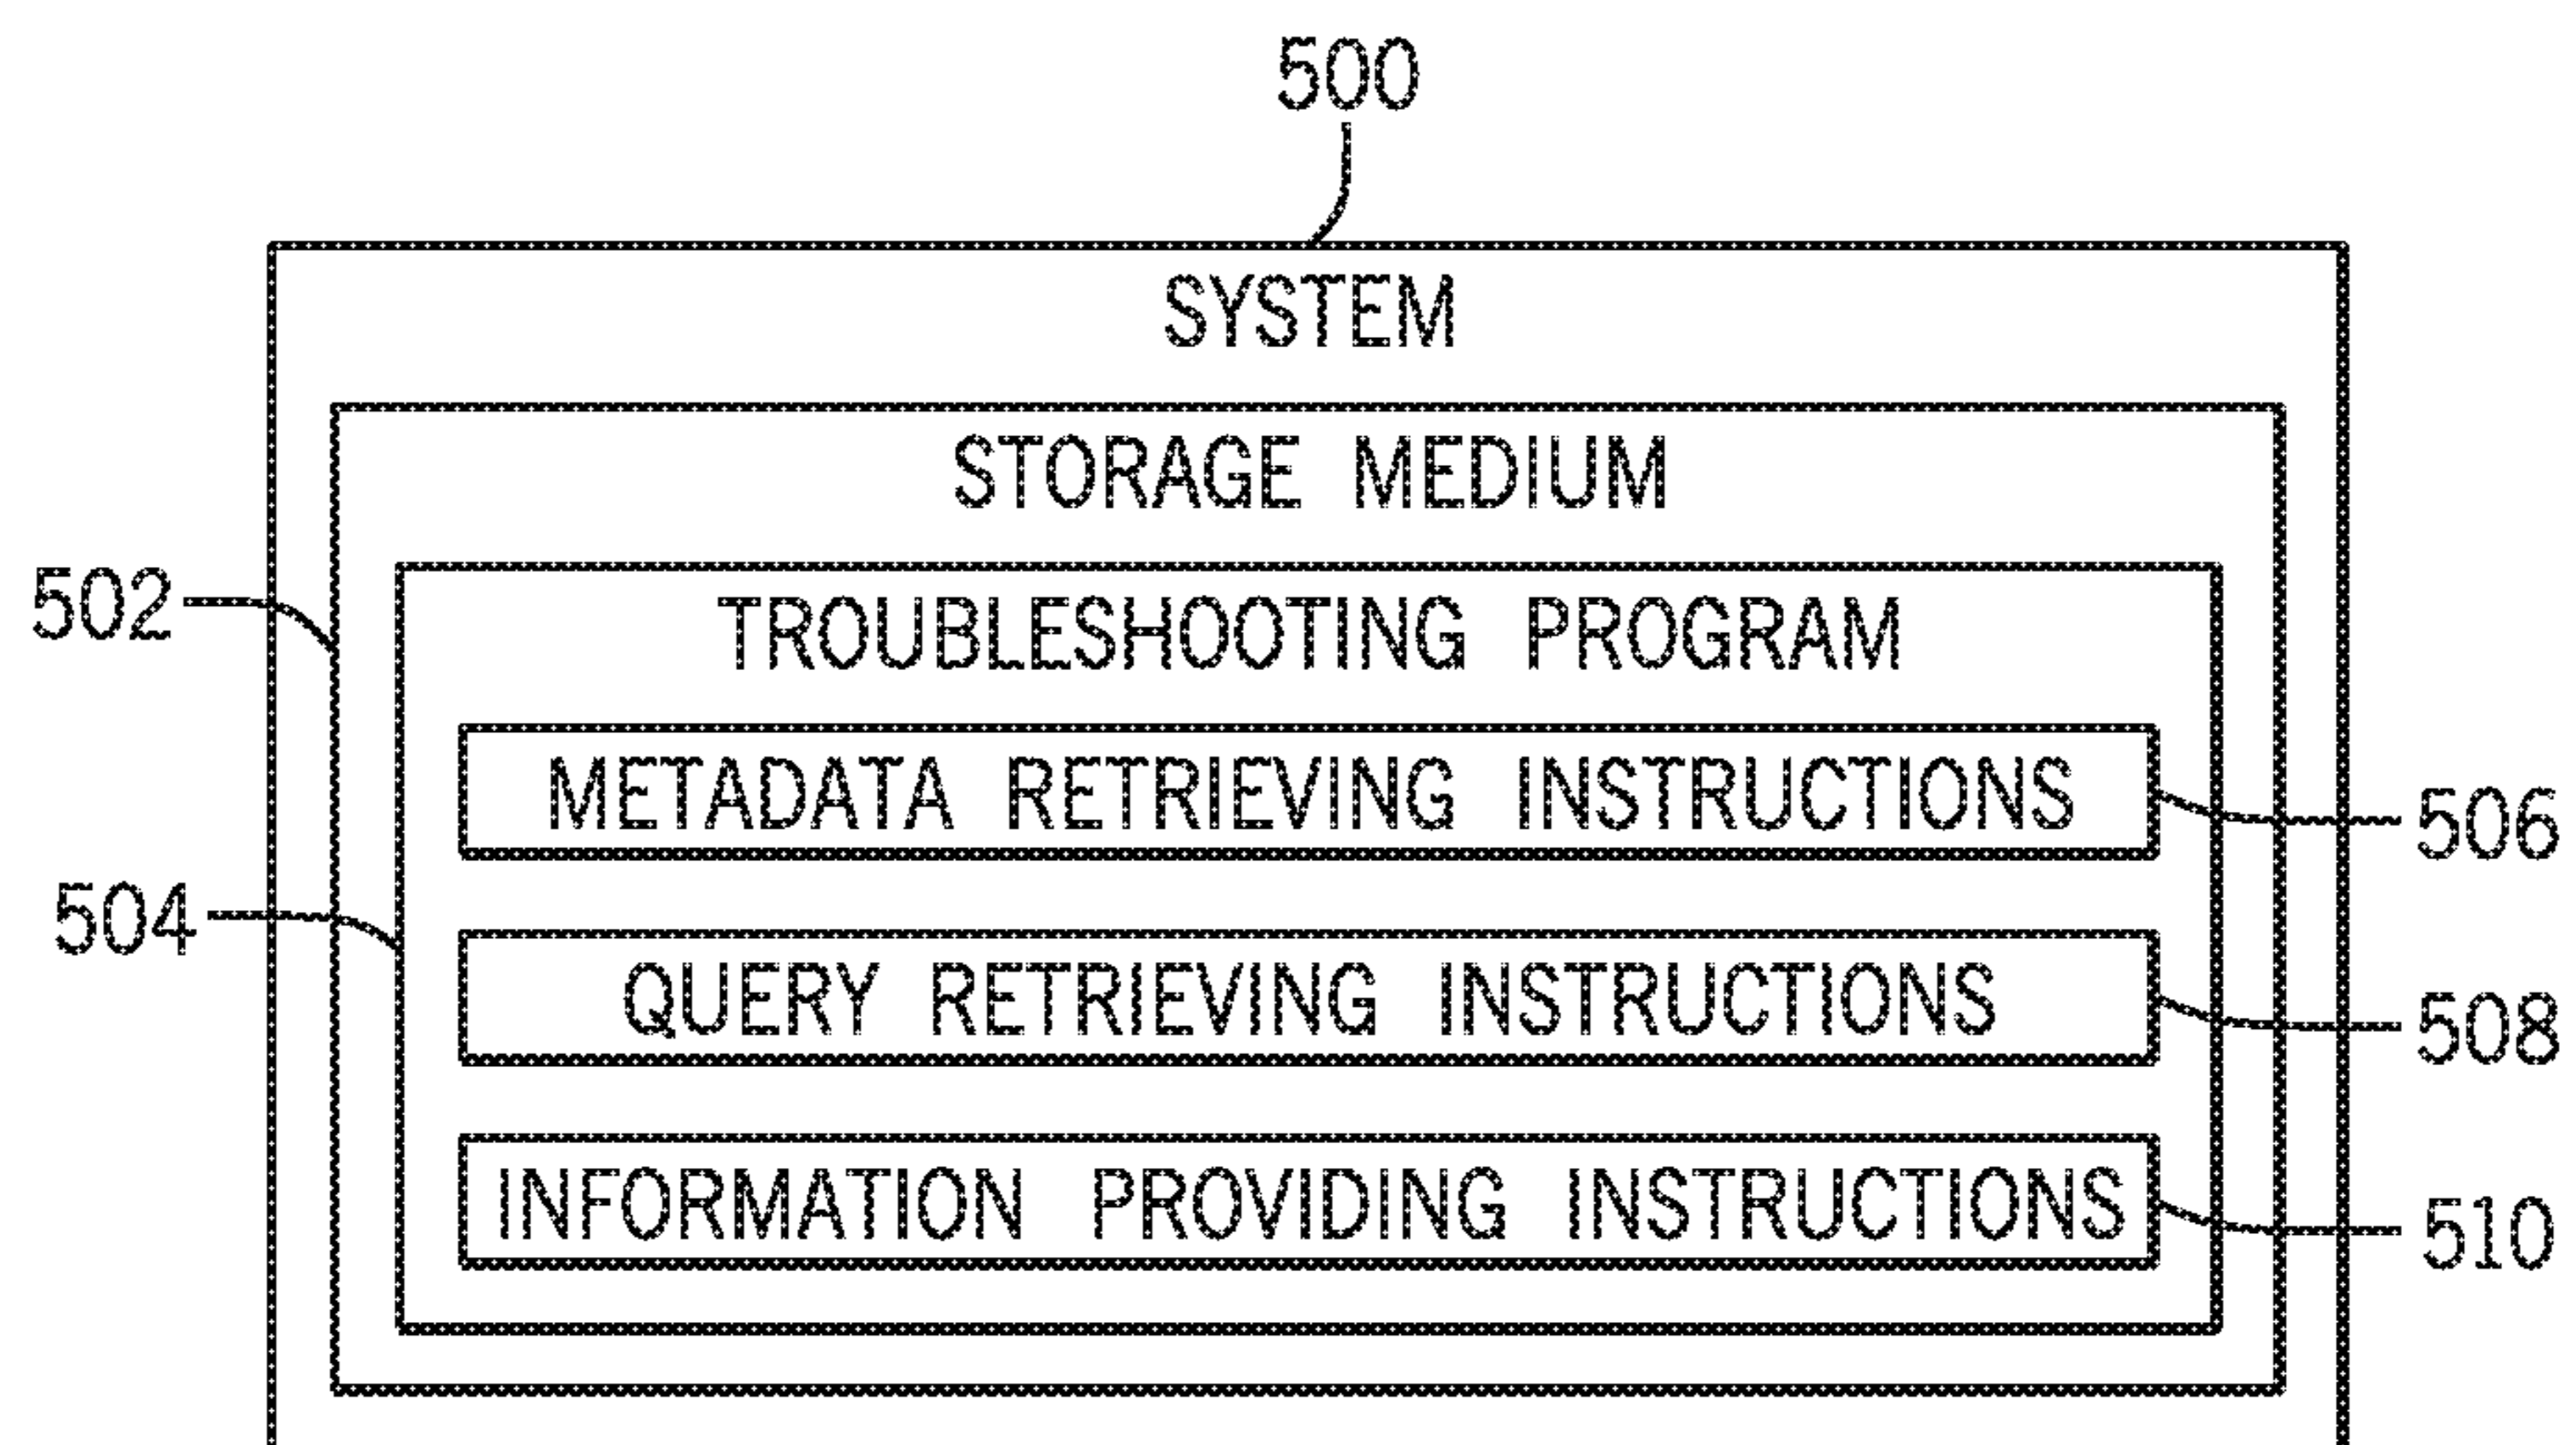 500
SYSTEM
STORAGE MEDIUM
502
TROUBLESHOOTING PROGRAM
METADATA RETRIEVING INSTRUCTIONS
506
504
QUERY RETRIEVING INSTRUCTIONS
508
INFORMATION PROVIDING INSTRUCTIONS
510